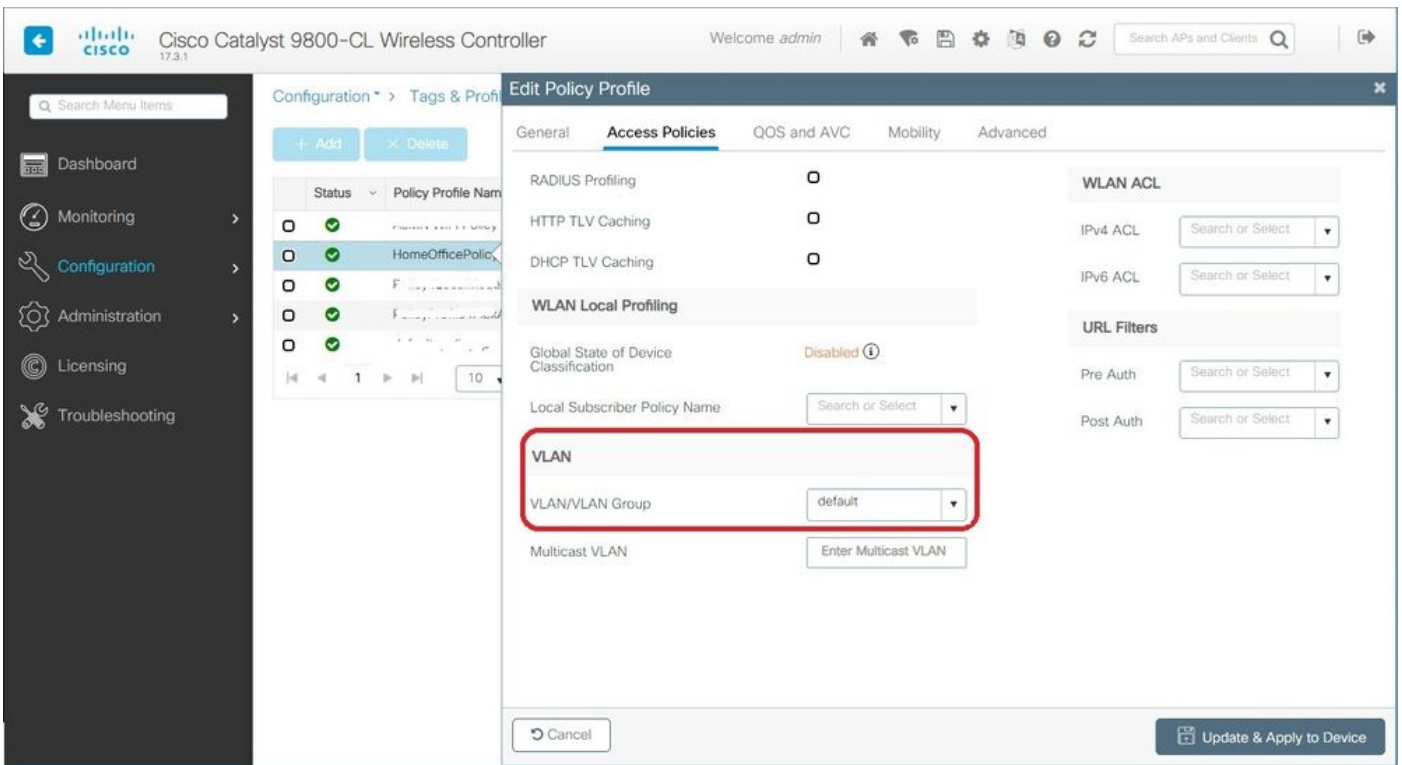 cisco
Cisco Catalyst 9800-CL Wireless Controller
17.3.1
Welcome admin
Search APs and Clients
Search Menu Items
Dashboard
Monitoring
Configuration
Administration
Licensing
Troubleshooting
Configuration > Tags & Profil
+ Add
× Delete
Status
Policy Profile Nam
HomeOfficePolic
1
10
Edit Policy Profile
General
Access Policies
QOS and AVC
Mobility
Advanced
RADIUS Profiling
HTTP TLV Caching
DHCP TLV Caching
WLAN Local Profiling
Global State of Device
Classification
Disabled
Local Subscriber Policy Name
Search or Select
VLAN
VLAN/VLAN Group
default
Multicast VLAN
Enter Multicast VLAN
WLAN ACL
IPv4 ACL
Search or Select
IPv6 ACL
Search or Select
URL Filters
Pre Auth
Search or Select
Post Auth
Search or Select
Cancel
Update & Apply to Device